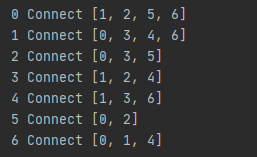 0 Connect [1, 2, 5, 6]
1 Connect [0, 3, 4, 6]
2 Connect [0, 3, 5]
3 Connect [1, 2, 4]
4 Connect [1, 3, 6]
5 Connect [0, 2]
6 Connect [0, 1, 4]